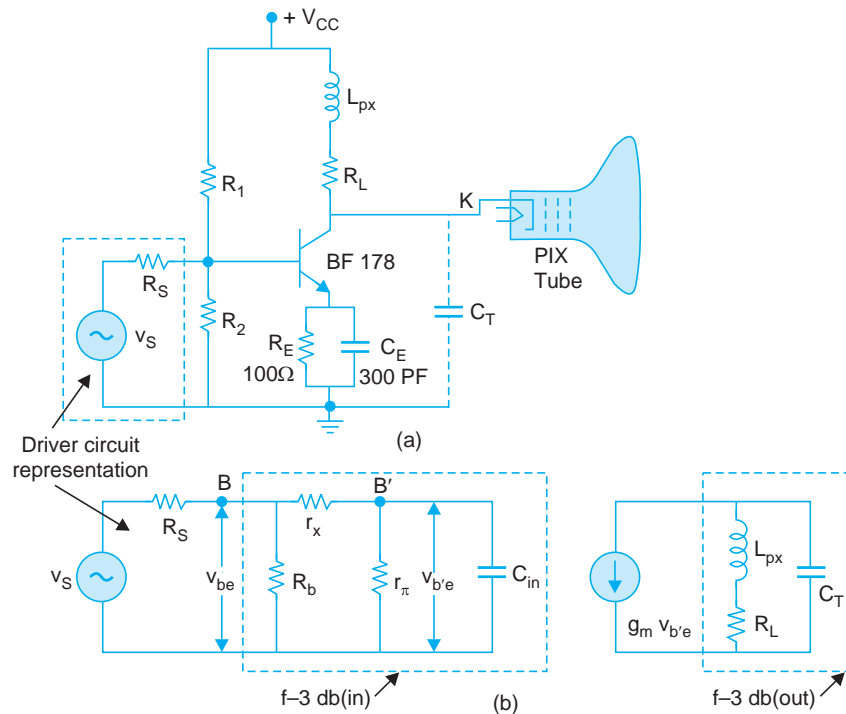 + V_CC
L_px
R_1
R_L
K
PIX
Tube
BF 178
R_S
v_S
R_2
R_E
100Ω
C_E
300 PF
C_T
(a)
Driver circuit
representation
B
B′
R_S
r_x
v_S
v_be
R_b
r_π
v_b′e
C_in
g_m v_b′e
L_px
R_L
C_T
f–3 db(in)
(b)
f–3 db(out)